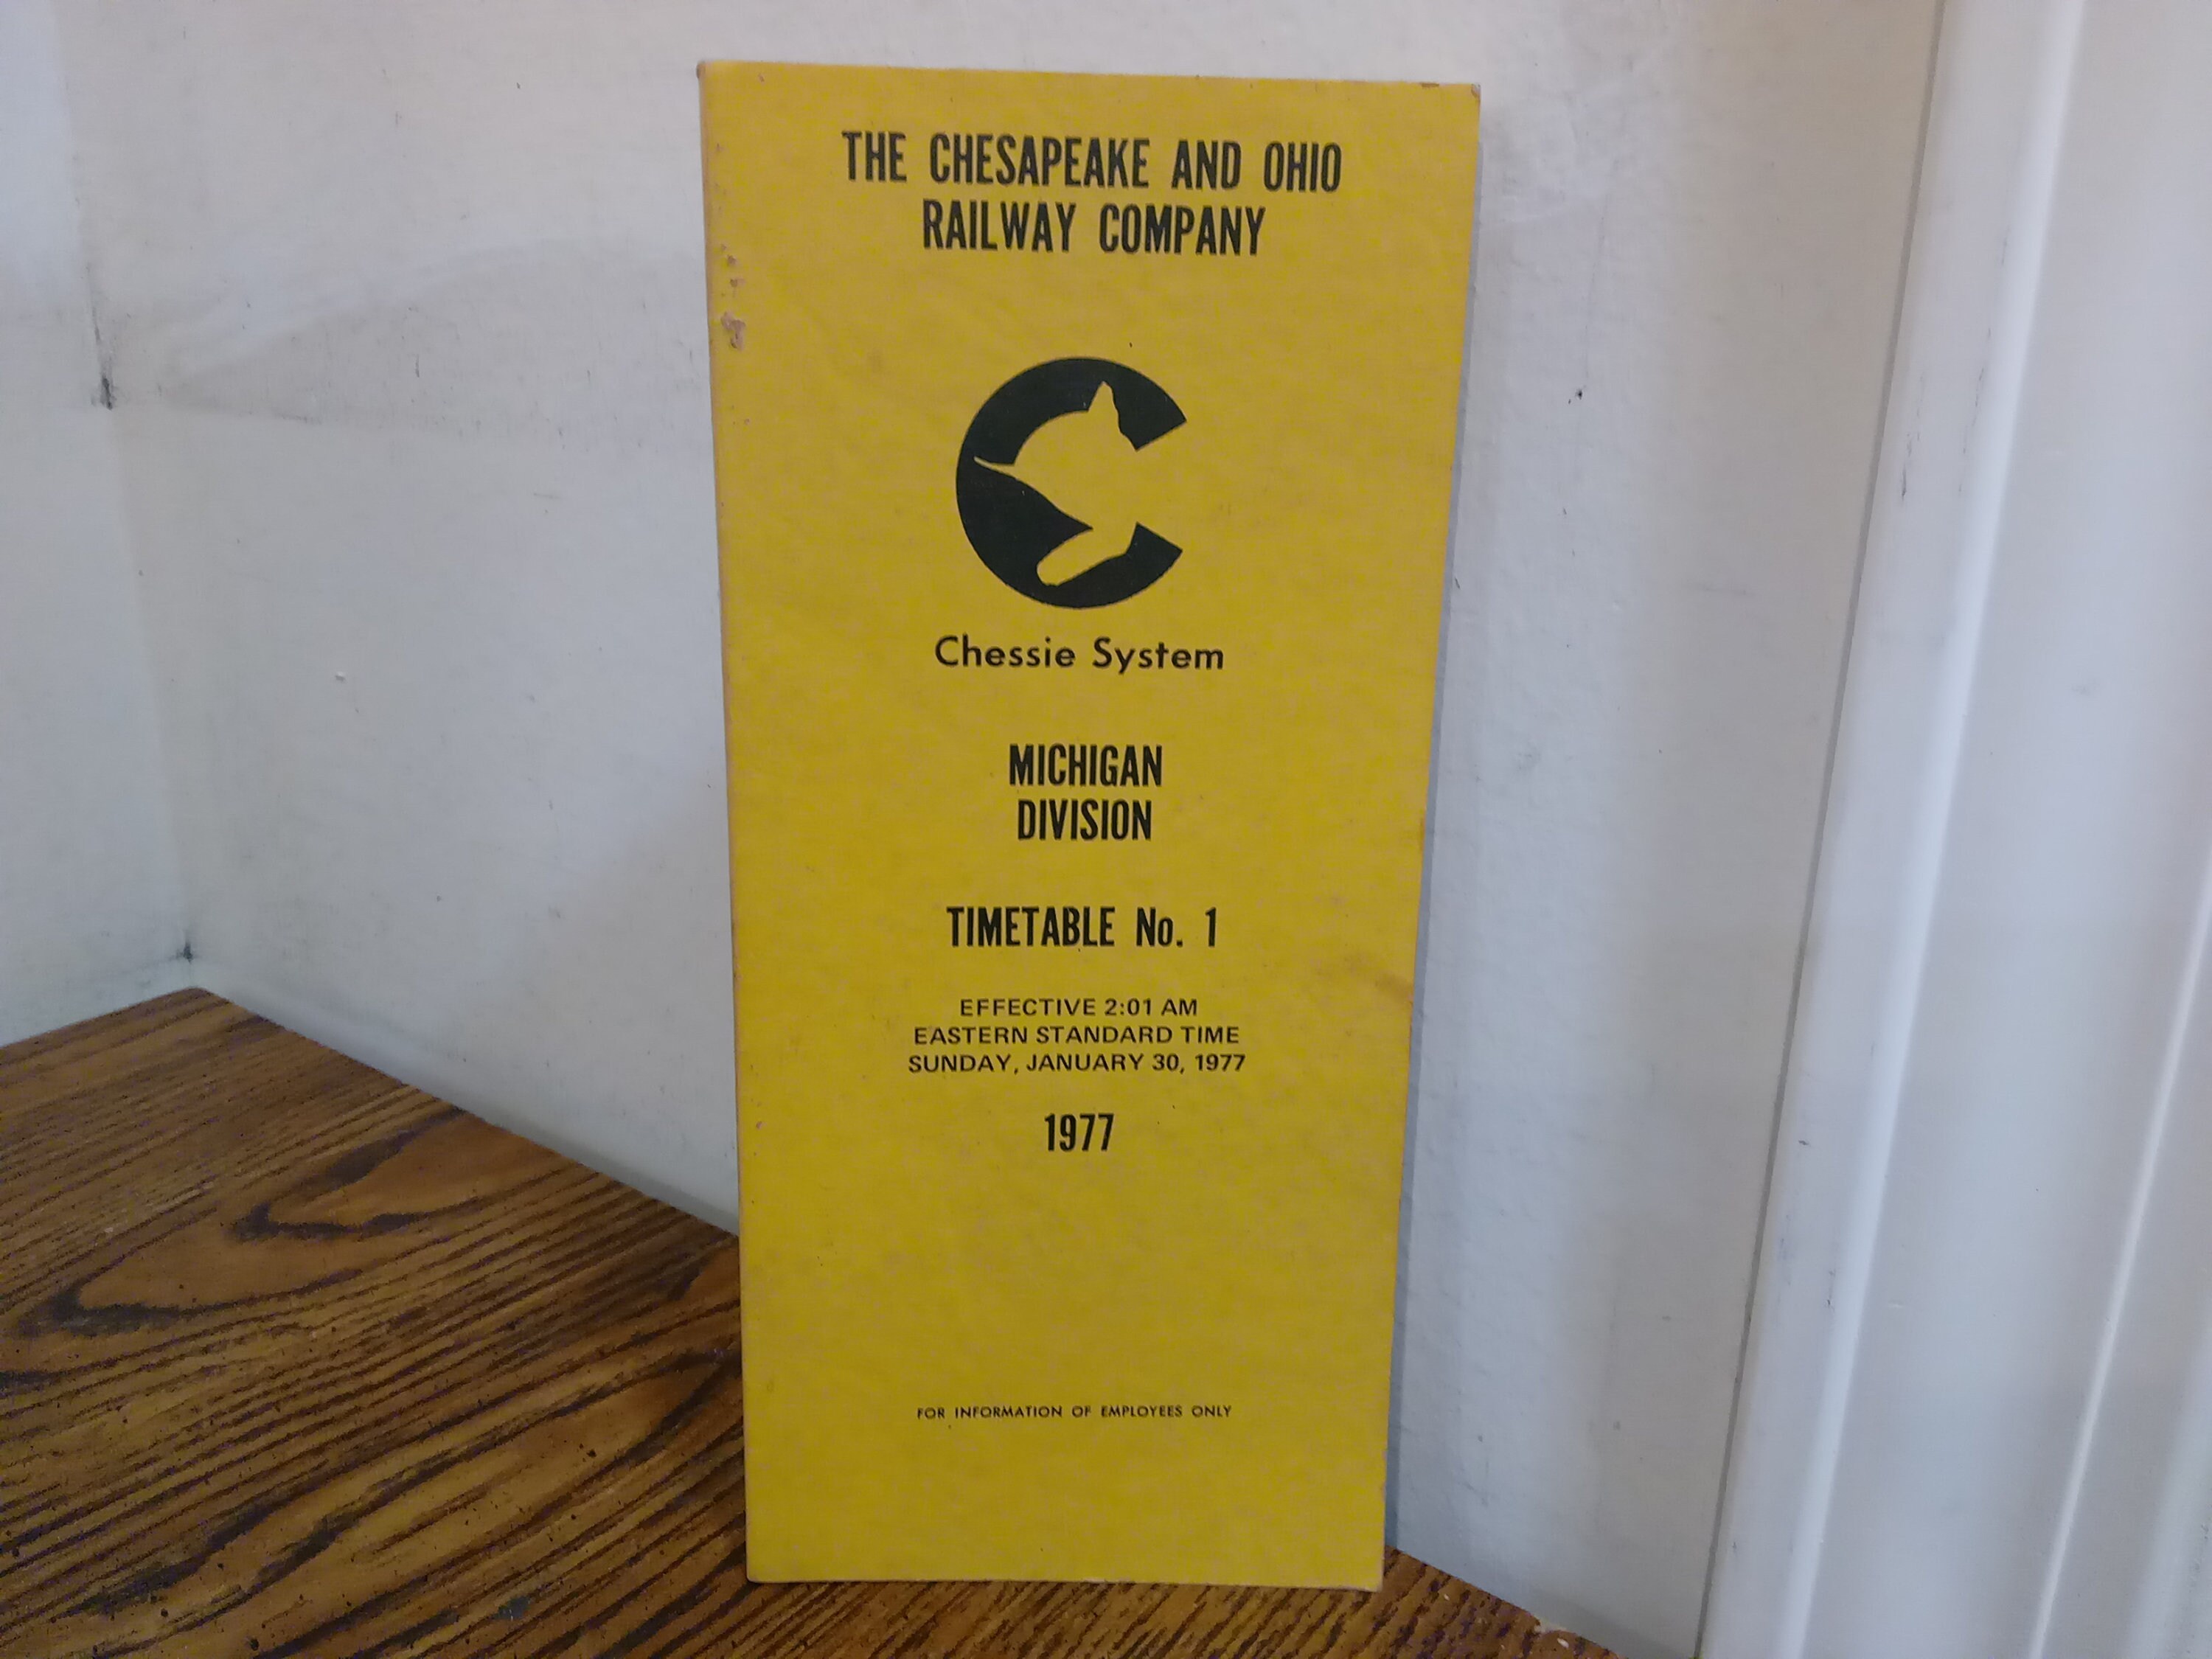 THE CHESAPEAKE AND OHIO
RAILWAY COMPANY
Chessie System
MICHIGAN
DIVISION
TIMETABLE No. 1
EFFECTIVE 2:01 AM
EASTERN STANDARD TIME
SUNDAY, JANUARY 30, 1977
1977
FOR INFORMATION OF EMPLOYEES ONLY